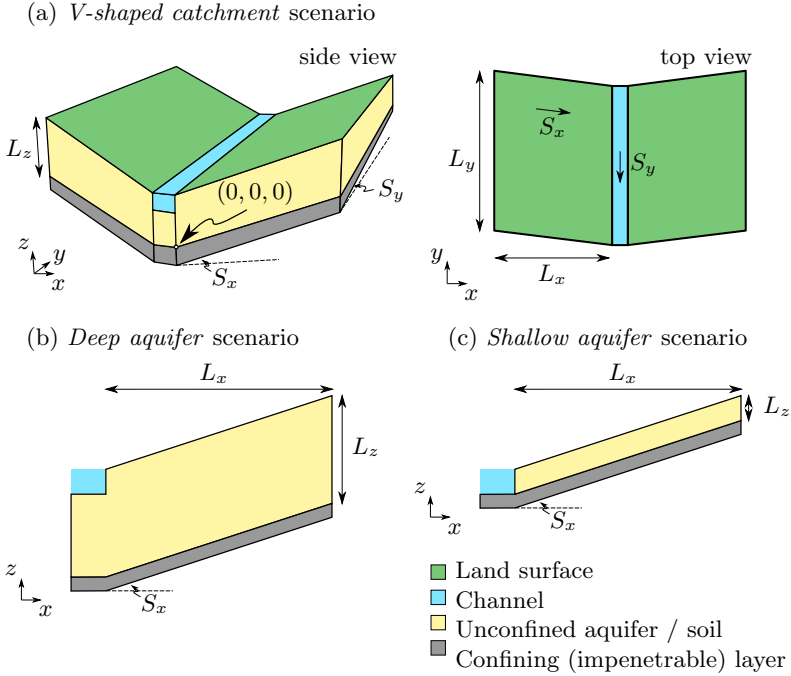 (a) V-shaped catchment scenario
side view
L_z
(0, 0, 0)
S_y
S_x
z
y
x
top view
S_x
L_y
S_y
L_x
y
x
(b) Deep aquifer scenario
L_x
L_z
S_x
z
x
(c) Shallow aquifer scenario
L_x
L_z
S_x
z
x
Land surface
Channel
Unconfined aquifer / soil
Confining (impenetrable) layer